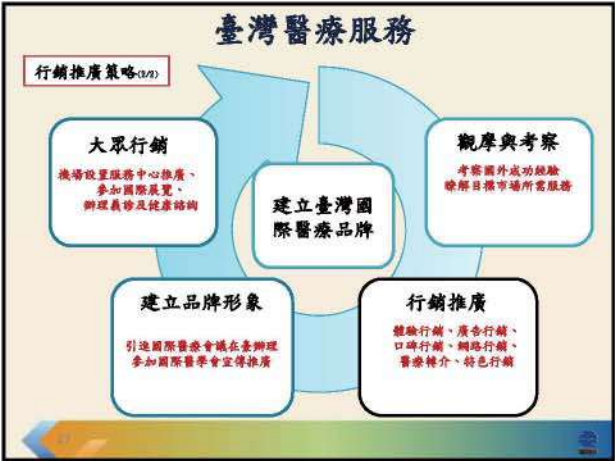 臺灣醫療服務
行銷推廣策略(2/2)
大眾行銷
機場設置服務中心推廣、
參加國際展覽、
辦理義診及健康諮詢
觀摩與考察
考察國外成功經驗
瞭解目標市場所需服務
建立臺灣國
際醫療品牌
建立品牌形象
引進國際醫療會議在臺辦理
參加國際醫學會宣傳推廣
行銷推廣
體驗行銷、廣告行銷、
口碑行銷、網路行銷、
醫療轉介、特色行銷